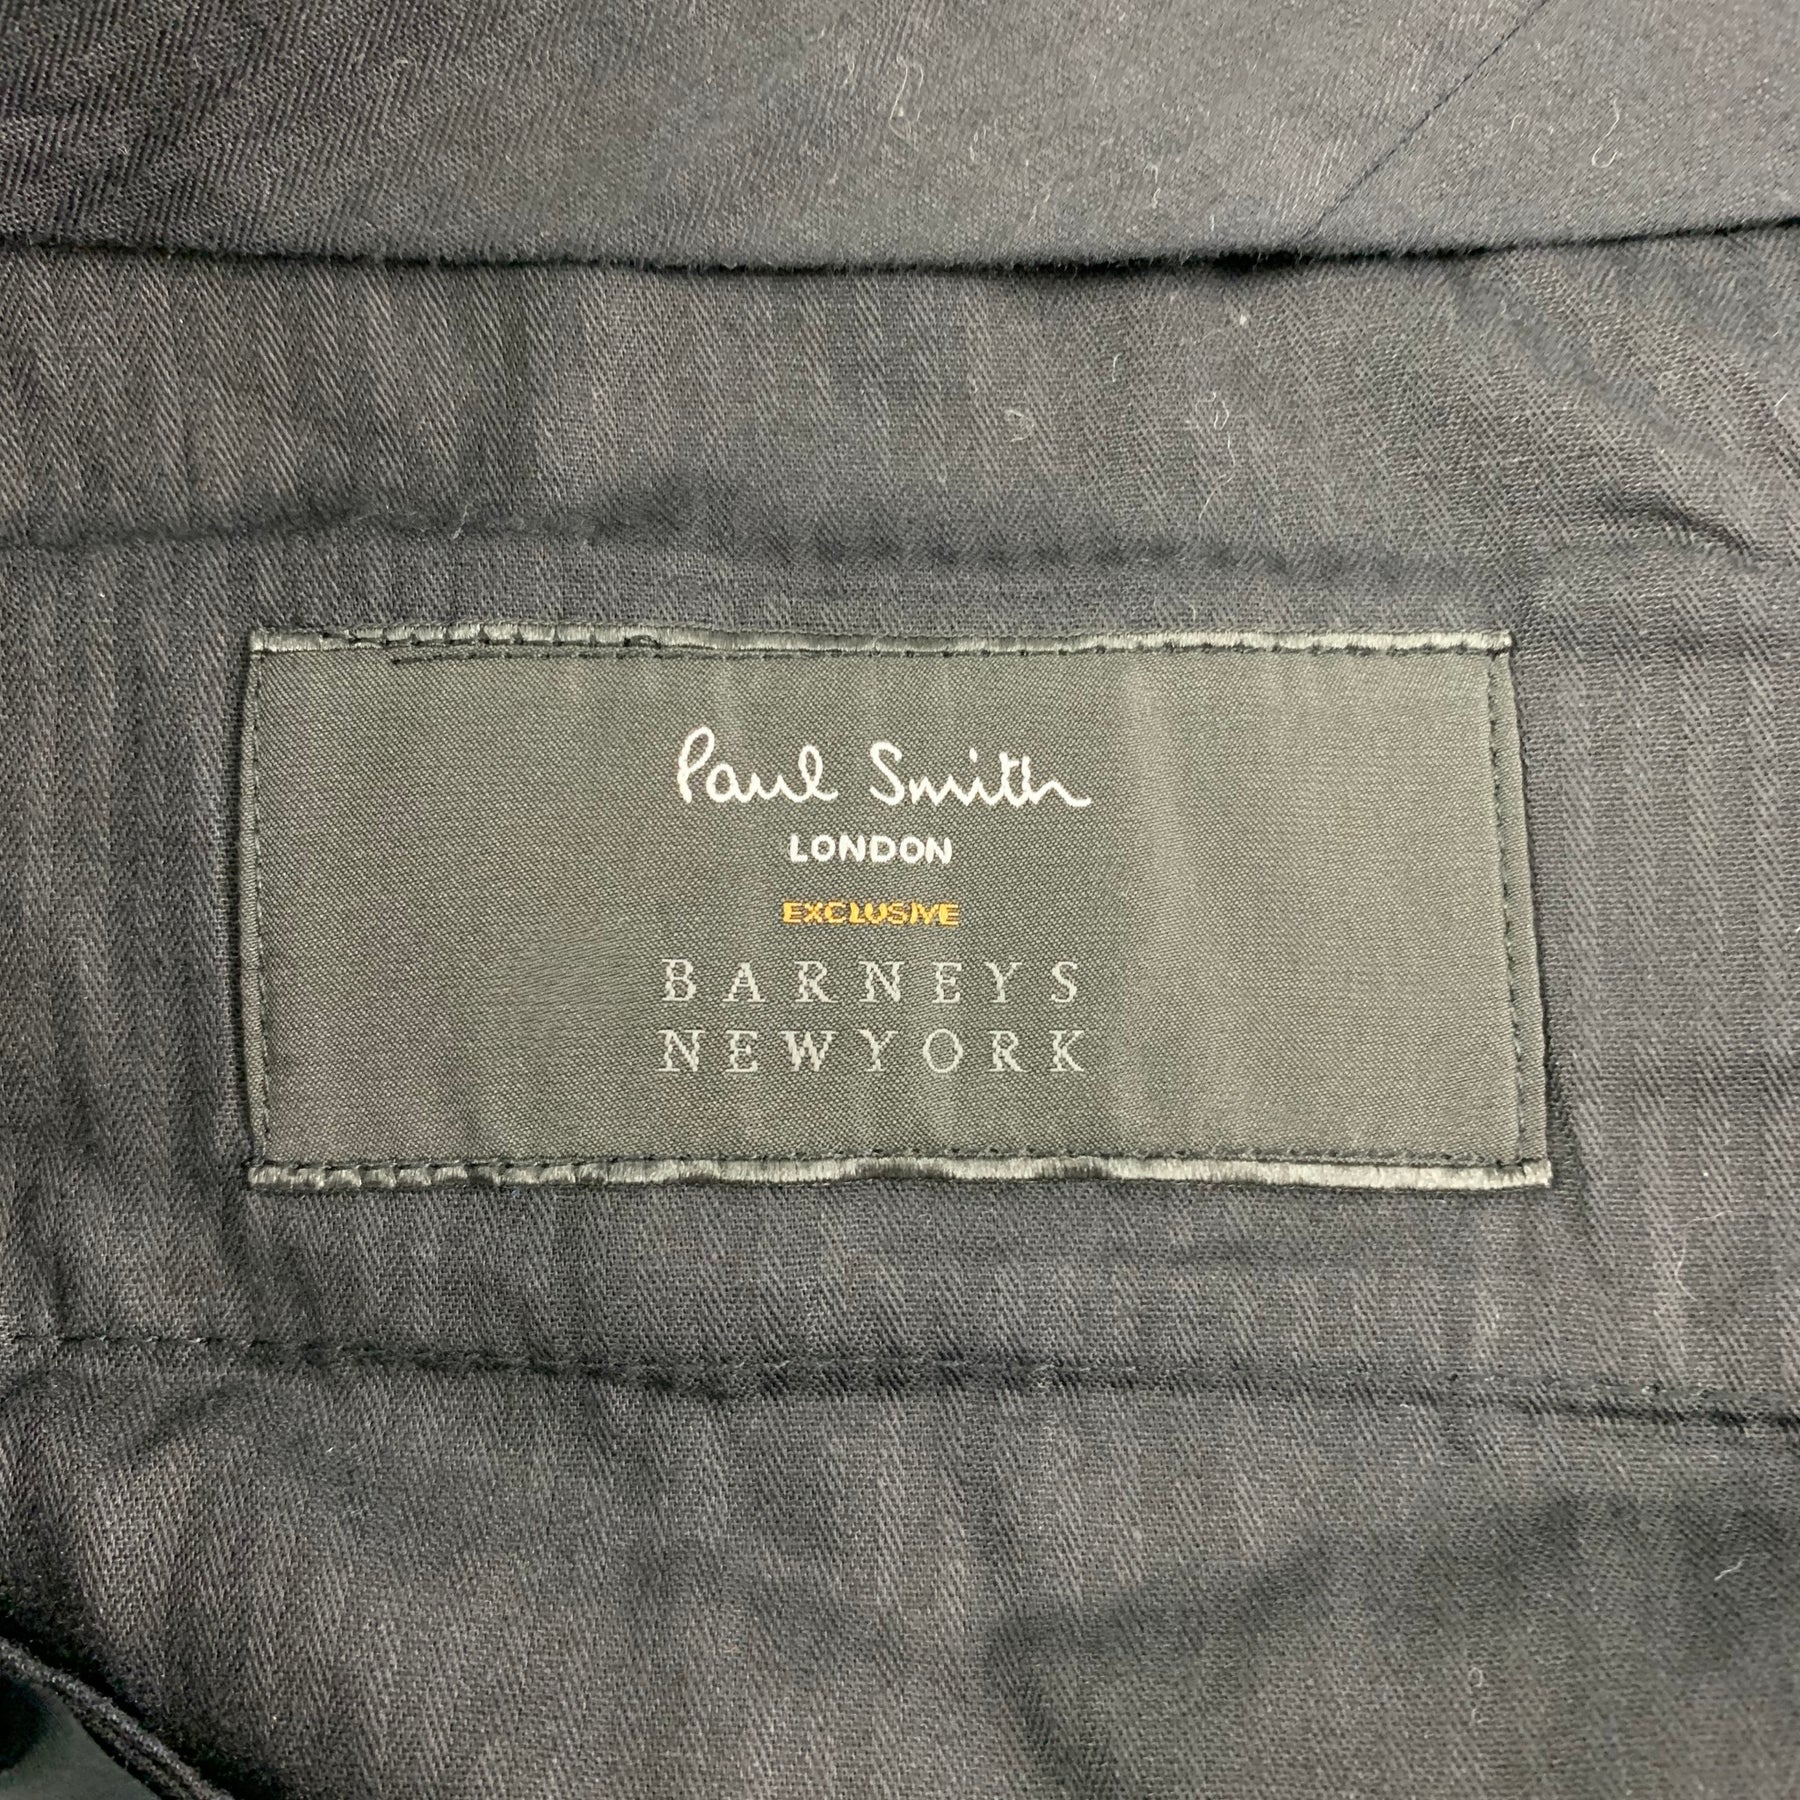 Paul Smith
LONDON
EXCLUSIVE
BARNEYS
NEWYORK